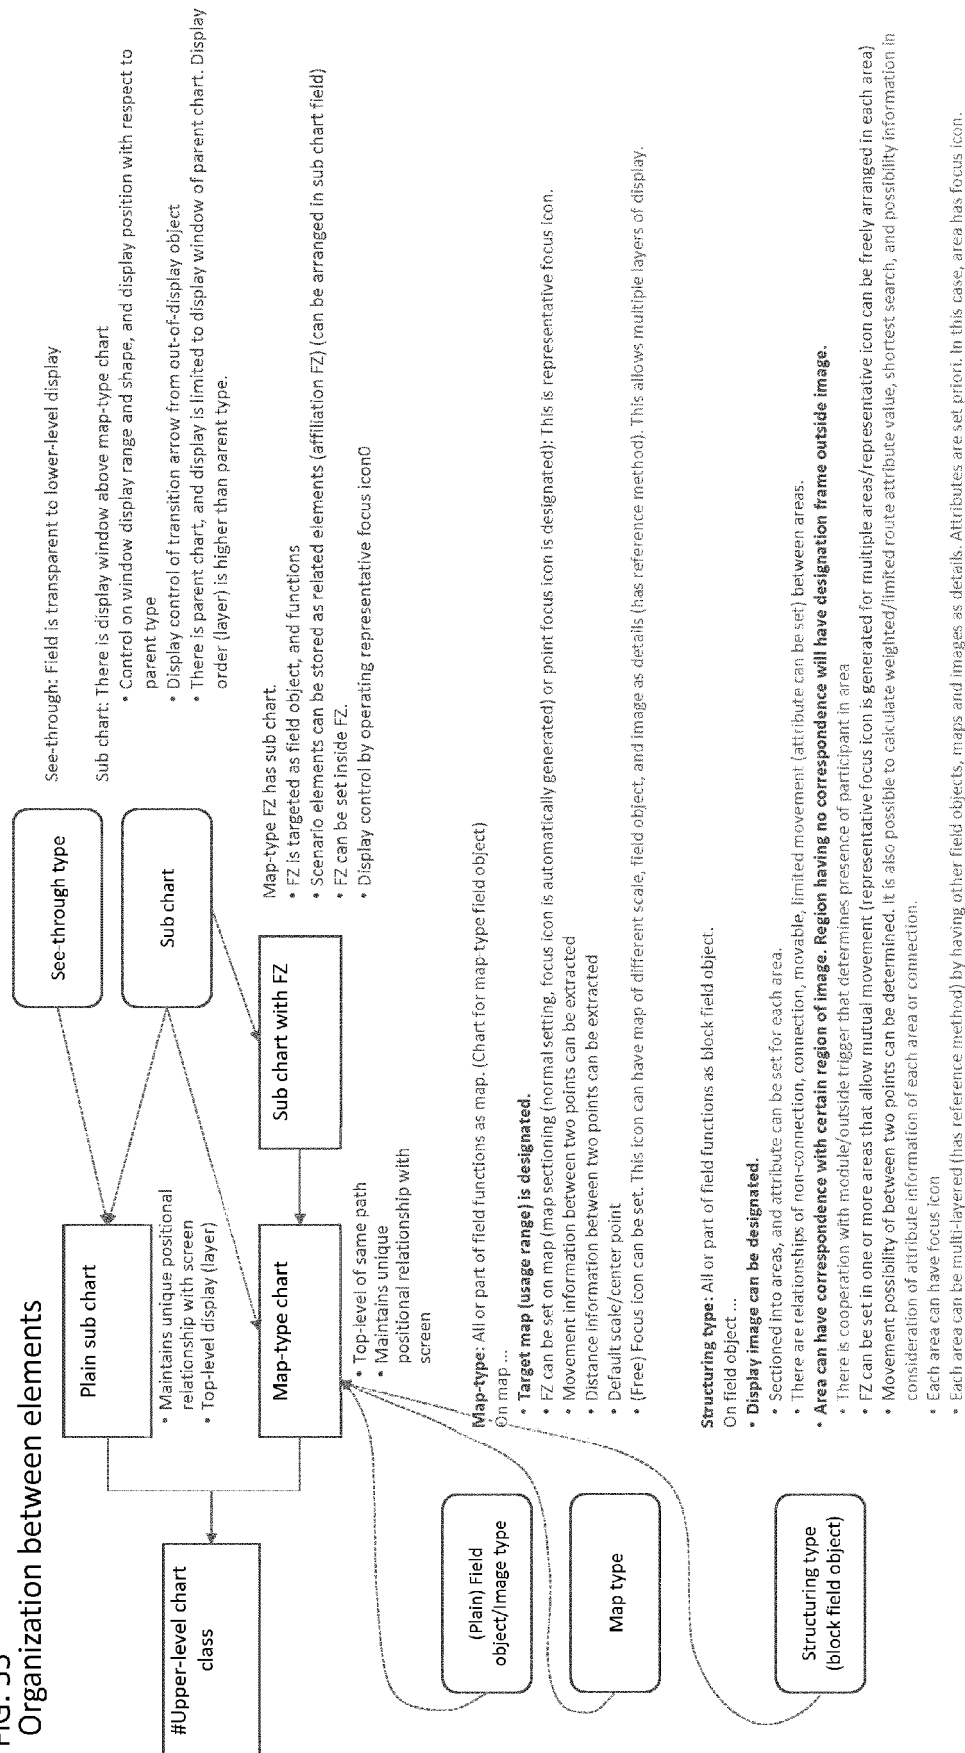 FIG. 53
Organization between elements
#Upper-level chart
class
Plain sub chart
• Maintains unique positional
relationship with screen
• Top-level display (layer)
Map-type chart
• Top-level of same path
• Maintains unique
positional relationship with
screen
Sub chart with FZ
See-through type
Sub chart
See-through: Field is transparent to lower-level display
Sub chart: There is display window above map-type chart
• Control on window display range and shape, and display position with respect to
parent type
• Display control of transition arrow from out-of-display object
• There is parent chart, and display is limited to display window of parent chart. Display
order (layer) is higher than parent type.
Map-type FZ has sub chart.
• FZ is targeted as field object, and functions
• Scenario elements can be stored as related elements (affiliation FZ) (can be arranged in sub chart field)
• FZ can be set inside FZ.
• Display control by operating representative focus icon0
(Plain) Field
object/Image type
Map type
Structuring type
(block field object)
Map-type: All or part of field functions as map. (Chart for map-type field object)
On map ...
• Target map (usage range) is designated.
• FZ can be set on map (map sectioning (normal setting, focus icon is automatically generated) or point focus icon is designated): This is representative focus icon.
• Movement information between two points can be extracted
• Distance information between two points can be extracted
• Default scale/center point
• (Free) Focus icon can be set. This icon can have map of different scale, field object, and image as details (has reference method). This allows multiple layers of display.
Structuring type: All or part of field functions as block field object.
On field object ...
• Display image can be designated.
• Sectioned into areas, and attribute can be set for each area.
• There are relationships of non-connection, connection, movable, limited movement (attribute can be set) between areas.
• Area can have correspondence with certain region of image. Region having no correspondence will have designation frame outside image.
• There is cooperation with module/outside trigger that determines presence of participant in area
• FZ can be set in one or more areas that allow mutual movement (representative focus icon is generated for multiple areas/representative icon can be freely arranged in each area)
• Movement possibility of between two points can be determined. It is also possible to calculate weighted/limited route attribute value, shortest search, and possibility information in
consideration of attribute information of each area or connection.
• Each area can have focus icon
• Each area can be multi-layered (has reference method) by having other field objects, maps and images as details. Attributes are set priori. In this case, area has focus icon.